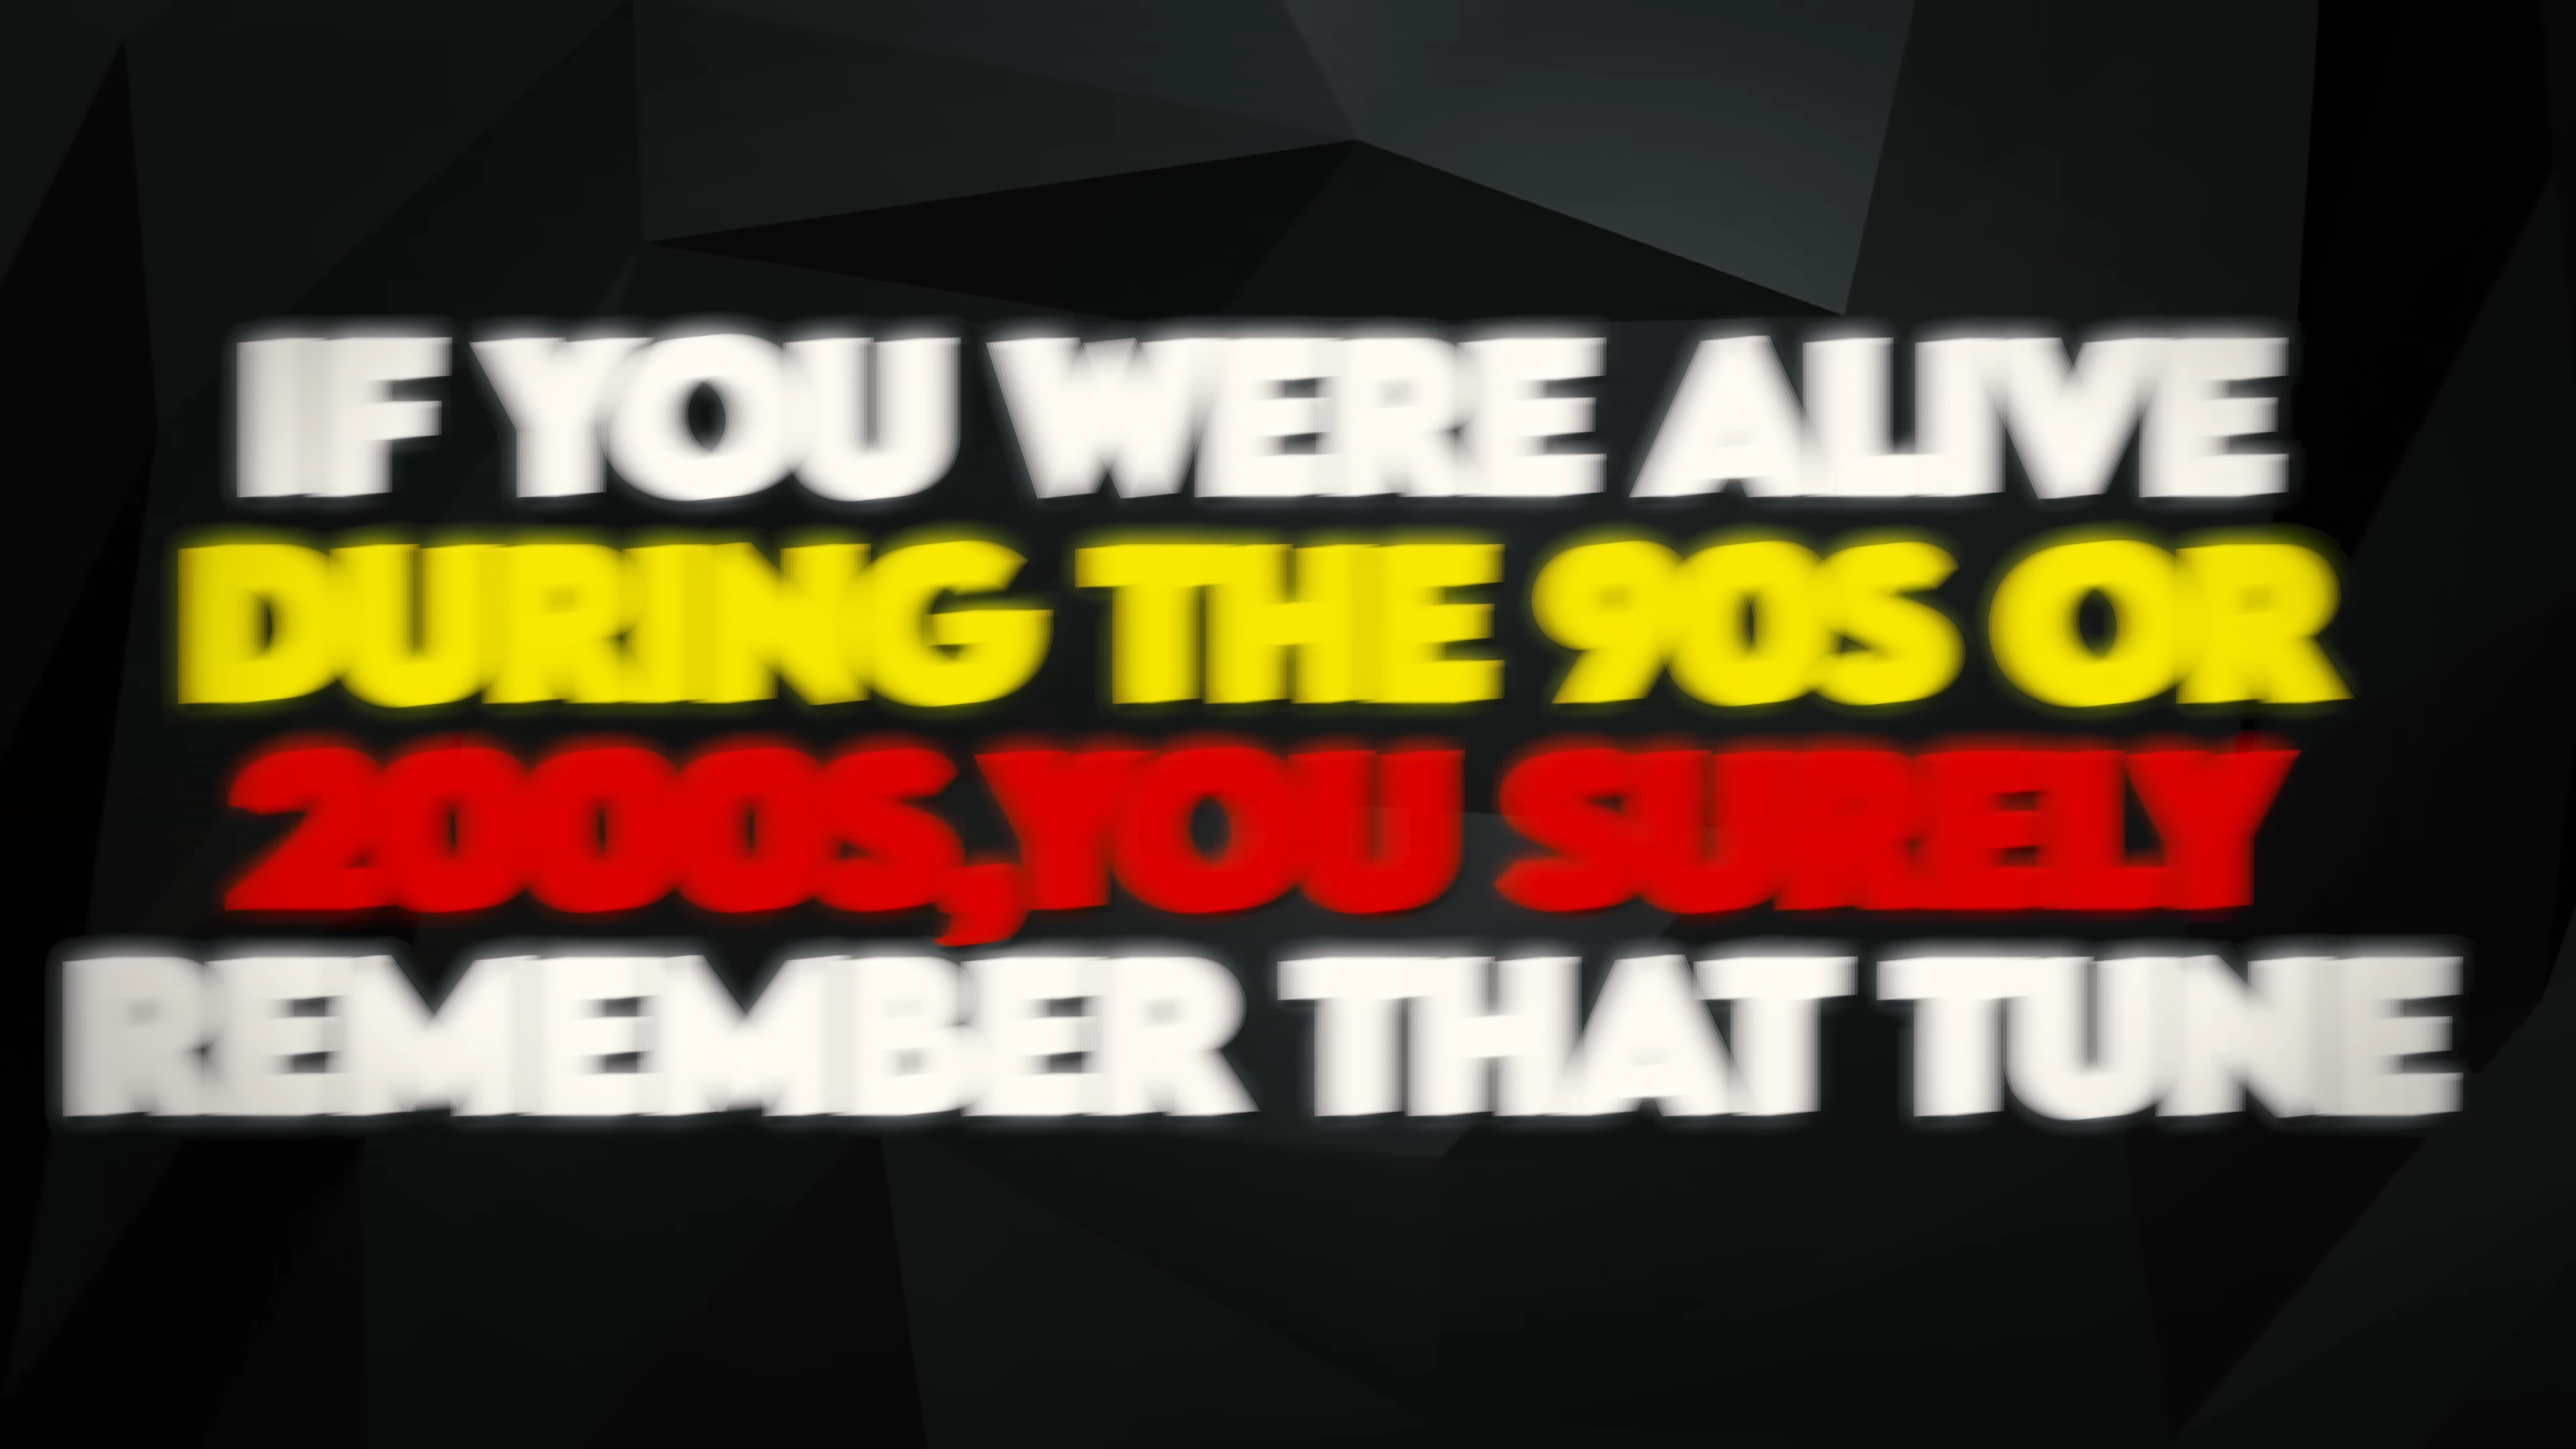 IF YOU WERE ALIVE
DURING THE 90S OR
2000S,YOU SURELY
REMEMBER THAT TUNE